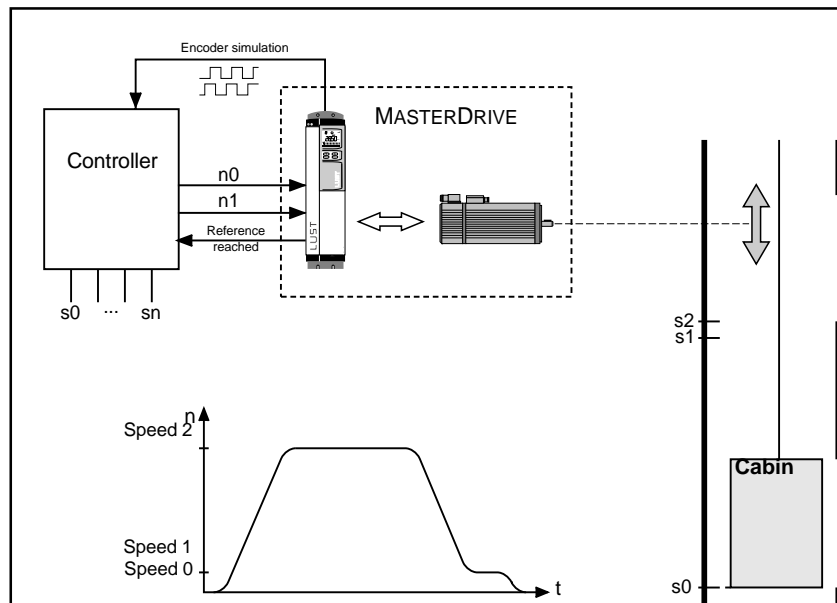 Encoder simulation
MASTERDRIVE
Controller
n0
n1
Reference
reached
LUST
s0 ... sn
s2
s1
n
Speed 2
Cabin
Speed 1
Speed 0
t
s0